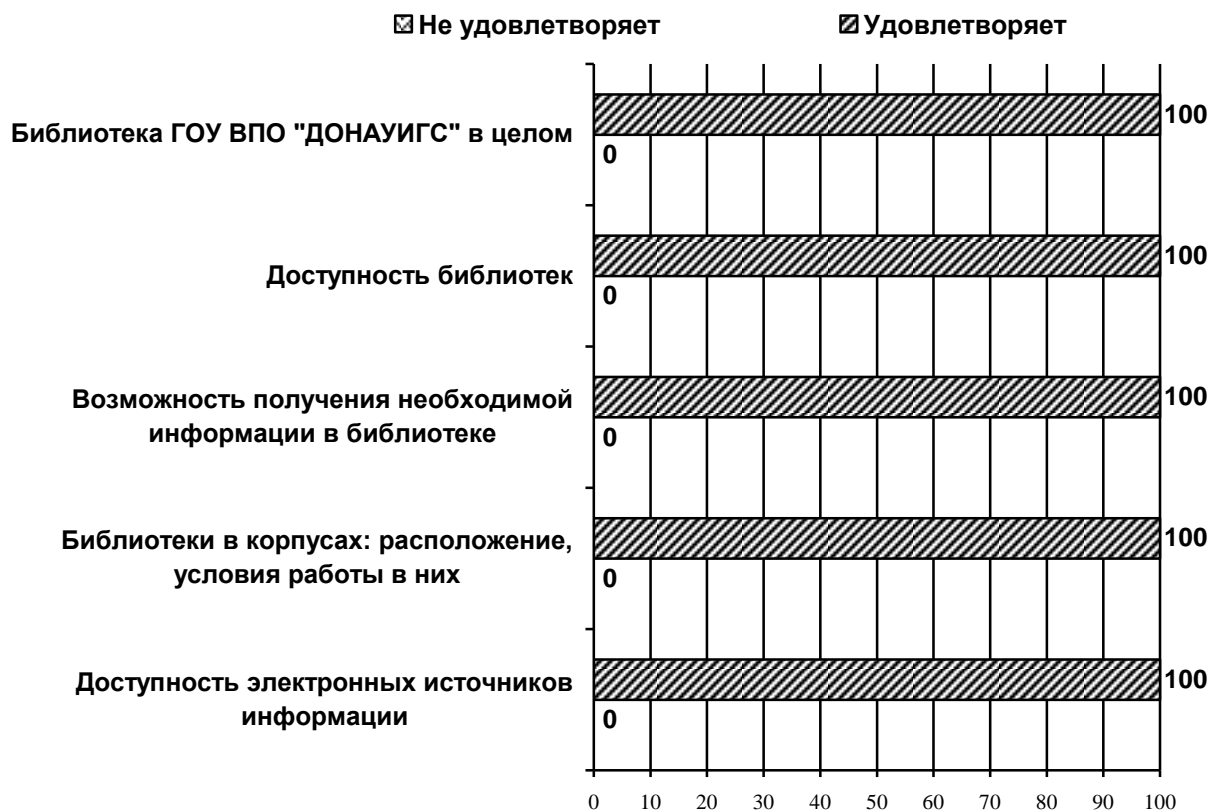 Не удовлетворяет Удовлетворяет
Библиотека ГОУ ВПО "ДОНАУИГС" в целом
100
0
Доступность библиотек
100
0
Возможность получения необходимой
информации в библиотеке
100
0
Библиотеки в корпусах: расположение,
условия работы в них
100
0
Доступность электронных источников
информации
100
0
0 10 20 30 40 50 60 70 80 90 100